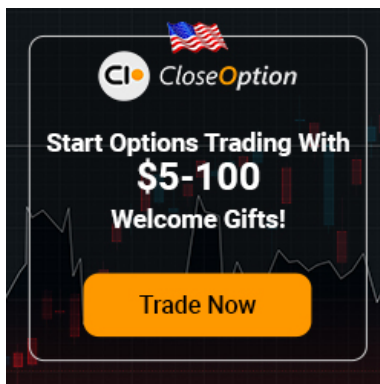 CI
CloseOption
Start Options Trading With
$5-100
Welcome Gifts!
Trade Now